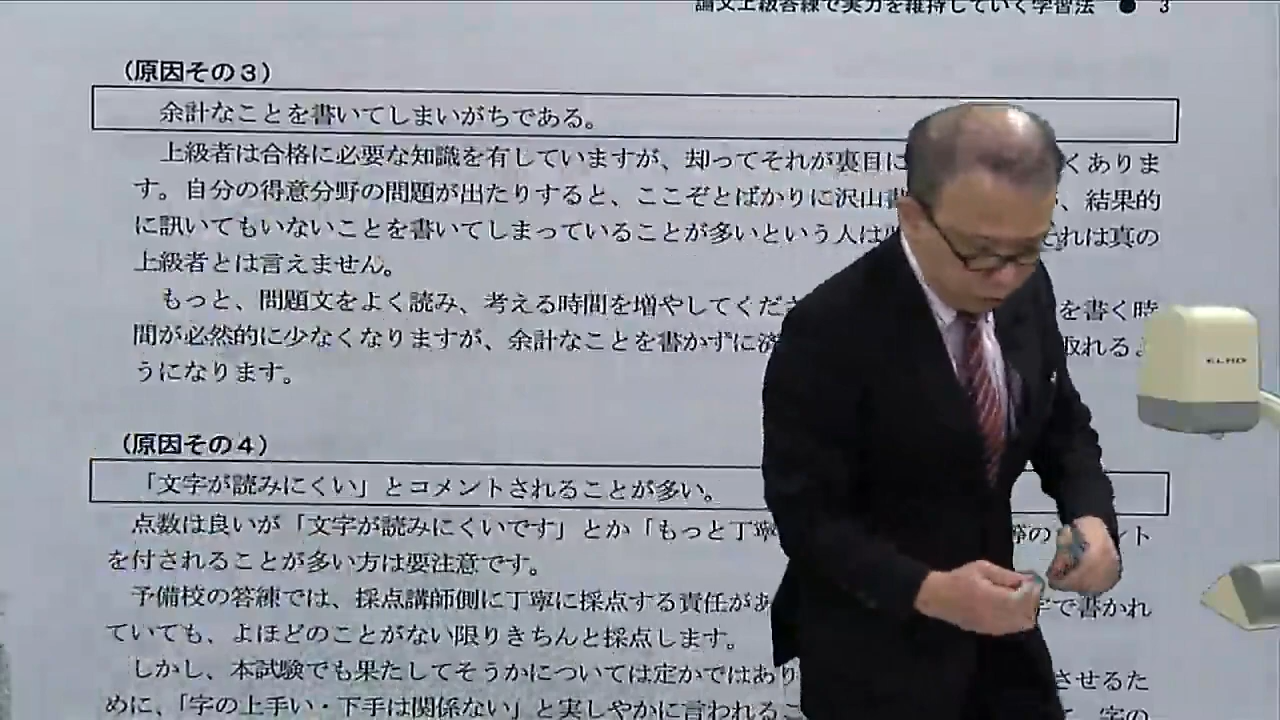 論文上級答練で実力を維持していく学習法 ● 3
（原因その３）
余計なことを書いてしまいがちである。
上級者は合格に必要な知識を有していますが、却ってそれが裏目に くありま
す。自分の得意分野の問題が出たりすると、ここぞとばかりに沢山書 、結果的
に訊いてもいないことを書いてしまっていることが多いという人は れは真の
上級者とは言えません。
もっと、問題文をよく読み、考える時間を増やしてくださ を書く時
間が必然的に少なくなりますが、余計なことを書かずに済 取れるよ
うになります。
（原因その４）
「文字が読みにくい」とコメントされることが多い。
点数は良いが「文字が読みにくいです」とか「もっと丁寧 等の ント
を付されることが多い方は要注意です。
予備校の答練では、採点講師側に丁寧に採点する責任があ 字で書かれ
ていても、よほどのことがない限りきちんと採点します。
しかし、本試験でも果たしてそうかについては定かではあり させるた
めに、「字の上手い・下手は関係ない」と実しやかに言われるこ 、字の
ELMO